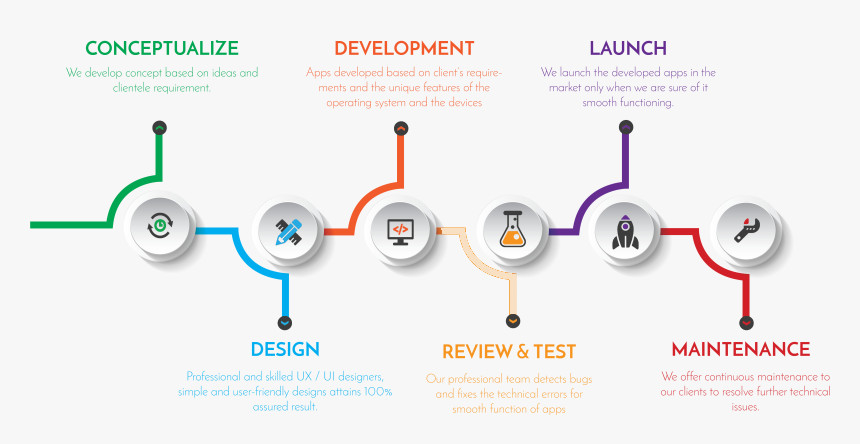 CONCEPTUALIZE
We develop concept based on ideas and
clientele requirement.
DESIGN
Professional and skilled UX / UI designers,
simple and user-friendly designs attains 100%
assured result.
DEVELOPMENT
Apps developed based on client's require-
ments and the unique features of the
operating system and the devices
</>
REVIEW & TEST
Our professional team detects bugs
and fixes the technical errors for
smooth function of apps
LAUNCH
We launch the developed apps in the
market only when we are sure of it
smooth functioning.
MAINTENANCE
We offer continuous maintenance to
our clients to resolve further technical
issues.